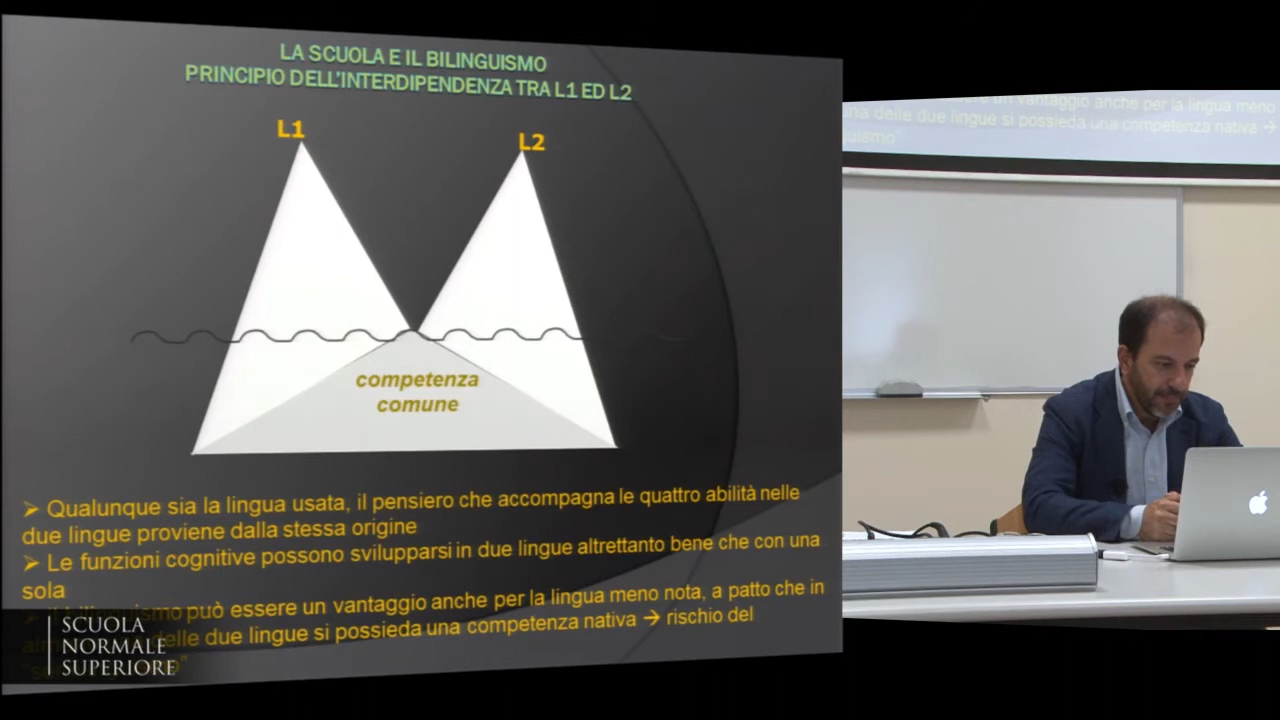 LA SCUOLA E IL BILINGUISMO
PRINCIPIO DELL'INTERDIPENDENZA TRA L1 ED L2
L1
L2
competenza
comune
➢ Qualunque sia la lingua usata, il pensiero che accompagna le quattro abilità nelle
due lingue proviene dalla stessa origine
➢ Le funzioni cognitive possono svilupparsi in due lingue altrettanto bene che con una
sola
➢ Il bilinguismo può essere un vantaggio anche per la lingua meno nota, a patto che in
delle due lingue si possieda una competenza nativa → rischio del
SCUOLA
NORMALE
SUPERIORE
essere un vantaggio anche per la lingua meno
una delle due lingue si possieda una competenza nativa →